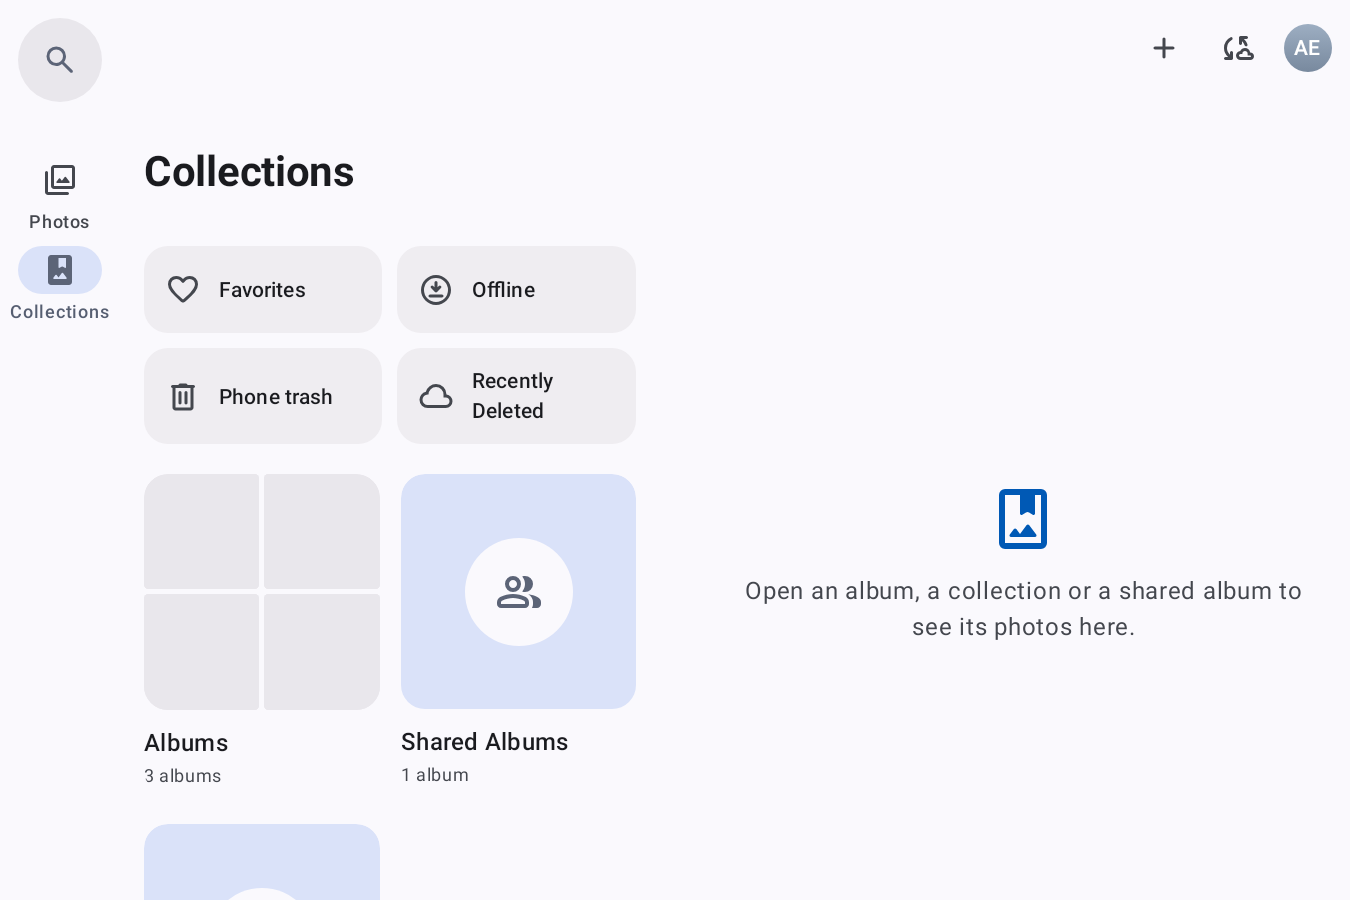 AE
Photos
Collections
Collections
Favorites
Offline
Phone trash
Recently
Deleted
Albums
3 albums
Shared Albums
1 album
Open an album, a collection or a shared album to
see its photos here.